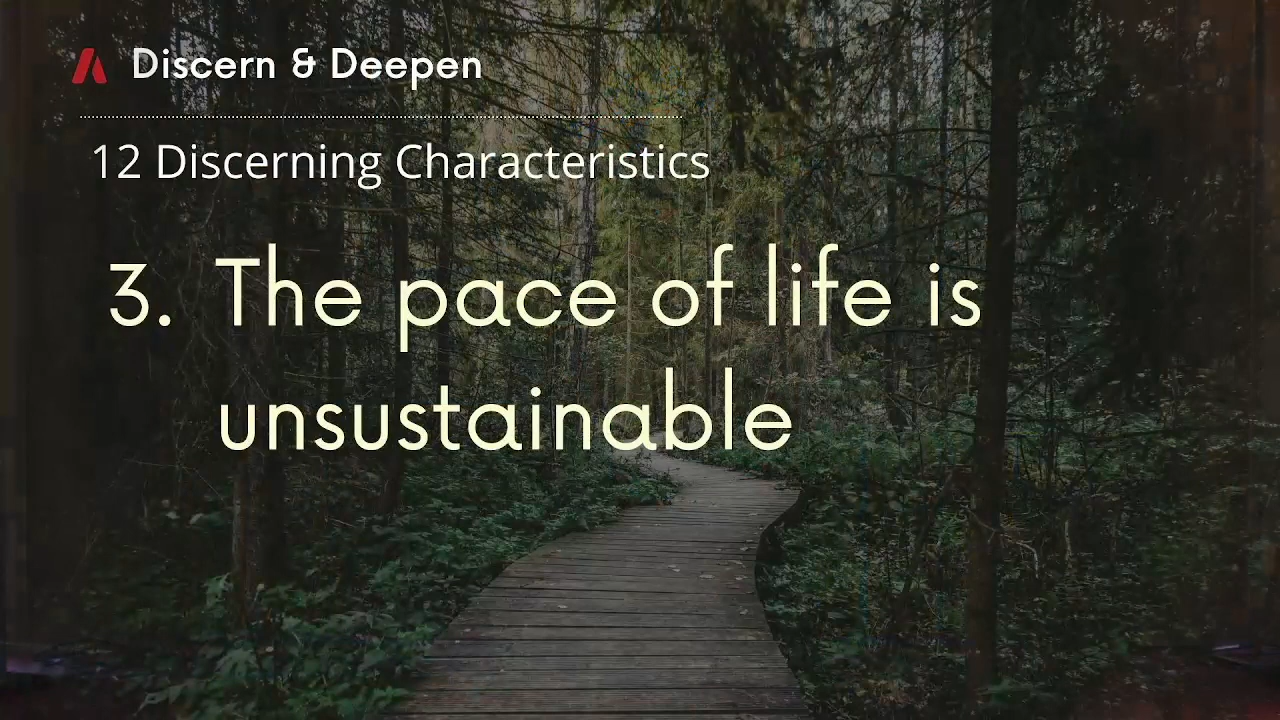 Discern & Deepen
12 Discerning Characteristics
3. The pace of life is
unsustainable